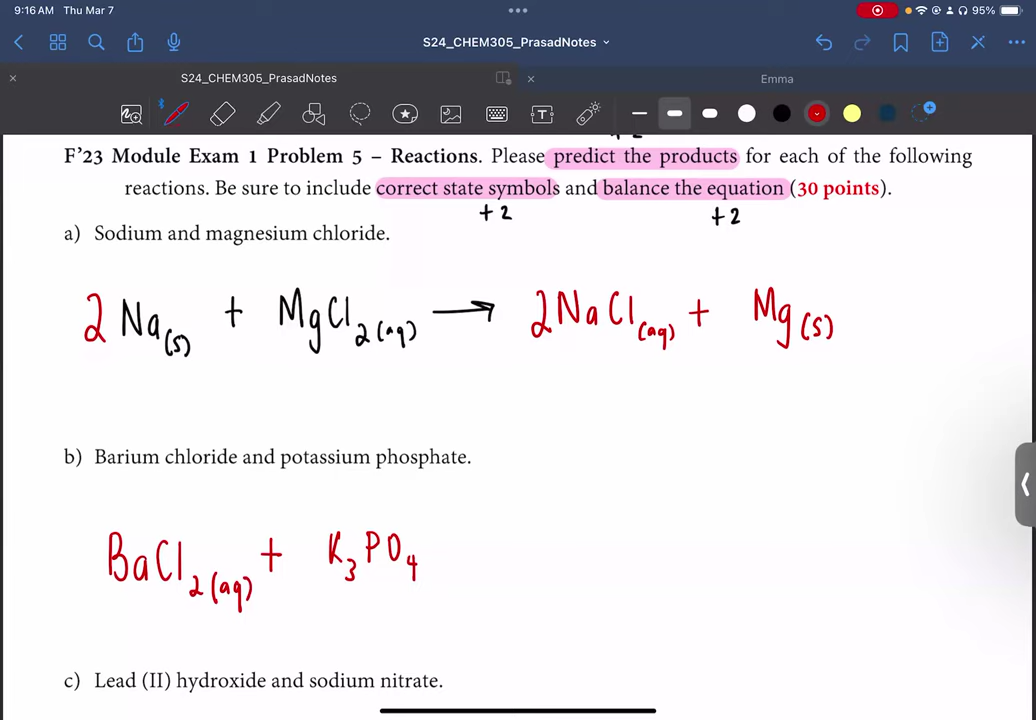 9:16 AM Thu Mar 7
95%
S24_CHEM305_PrasadNotes
S24_CHEM305_PrasadNotes
Emma
F'23 Module Exam 1 Problem 5 – Reactions. Please predict the products for each of the following
reactions. Be sure to include correct state symbols and balance the equation (30 points).
+2 +2
a) Sodium and magnesium chloride.
2 Na(s) + MgCl2(aq) → 2NaCl(aq) + Mg(s)
b) Barium chloride and potassium phosphate.
BaCl2(aq) + K3PO4
c) Lead (II) hydroxide and sodium nitrate.